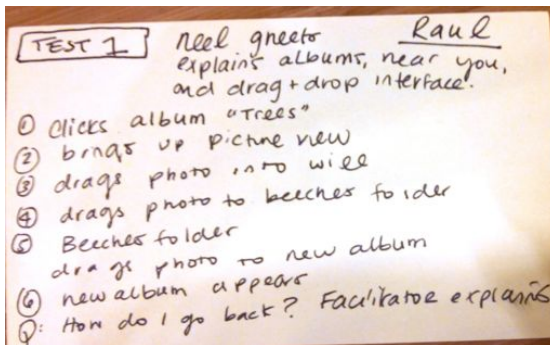 TEST 1 neel greets Raul
explains albums, near you,
and drag + drop interface.
① Clicks album "Trees"
② brings up picture view
③ drags photo into will
④ drags photo to beeches folder
⑤ Beeches folder
drags photo to new album
⑥ new album appears
Q: How do I go back? Facilitator explains